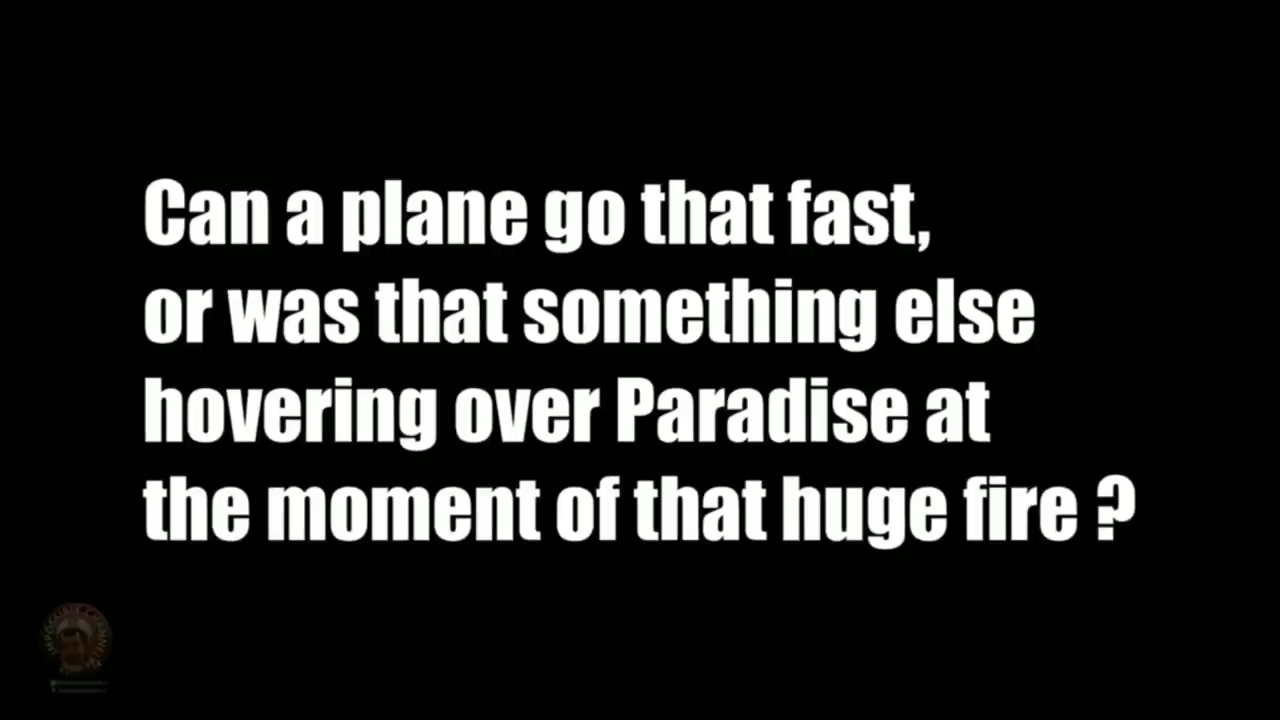 Can a plane go that fast,
or was that something else
hovering over Paradise at
the moment of that huge fire ?